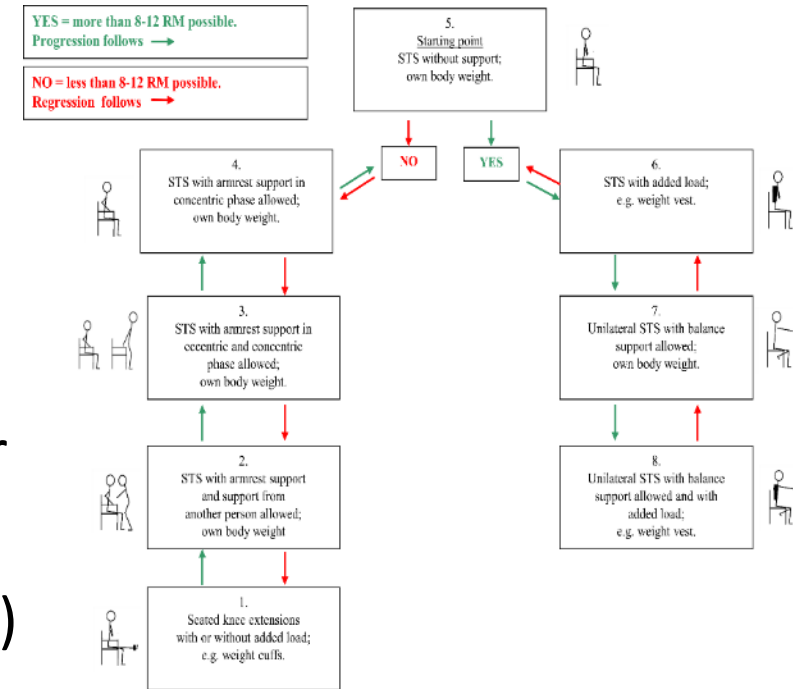 YES = more than 8-12 RM possible.
Progression follows →
NO = less than 8-12 RM possible.
Regression follows →
5.
Starting point
STS without support;
own body weight.
NO
YES
4.
STS with armrest support in
concentric phase allowed;
own body weight.
6.
STS with added load;
e.g. weight vest.
3.
STS with armrest support in
eccentric and concentric
phase allowed;
own body weight.
7.
Unilateral STS with balance
support allowed;
own body weight.
2.
STS with armrest support
and support from
another person allowed;
own body weight
8.
Unilateral STS with balance
support allowed and with
added load;
e.g. weight vest.
1.
Seated knee extensions
with or without added load;
e.g. weight cuffs.
)